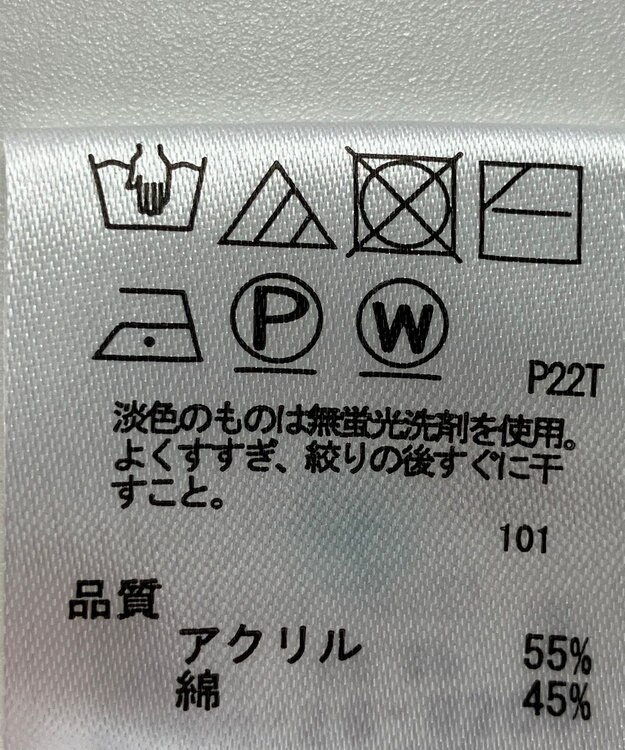 P W
P22T
淡色のものは無蛍光洗剤を使用。
よくすすぎ、絞りの後すぐに干
すこと。
101
品質
アクリル 55%
綿 45%